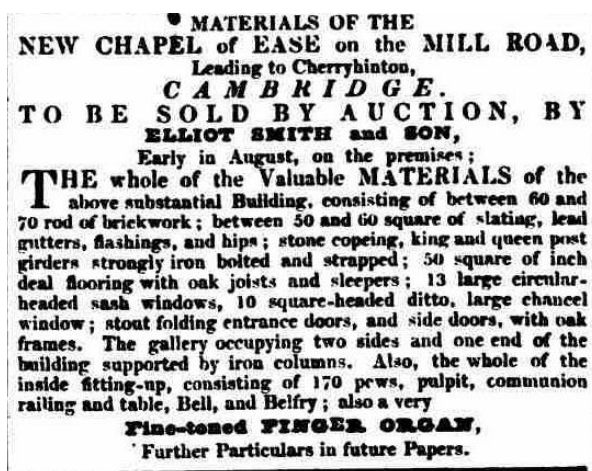 MATERIALS OF THE
NEW CHAPEL of EASE on the MILL ROAD,
Leading to Cherryhinton,
CAMBRIDGE.
TO BE SOLD BY AUCTION, BY
ELLIOT SMITH and SON,
Early in August, on the premises;
THE whole of the Valuable MATERIALS of the
above substantial Building, consisting of between 60 and
70 rod of brickwork; between 50 and 60 square of slating, lead
gutters, flashings, and hips; stone copeing, king and queen post
girders strongly iron bolted and strapped; 50 square of inch
deal flooring with oak joists and sleepers; 13 large circular-
headed sash windows, 10 square-headed ditto, large chancel
window; stout folding entrance doors, and side doors, with oak
frames. The gallery occupying two sides and one end of the
building supported by iron columns. Also, the whole of the
inside fitting-up, consisting of 170 pews, pulpit, communion
railing and table, Bell, and Belfry; also a very
Fine-toned FINGER ORGAN,
Further Particulars in future Papers.